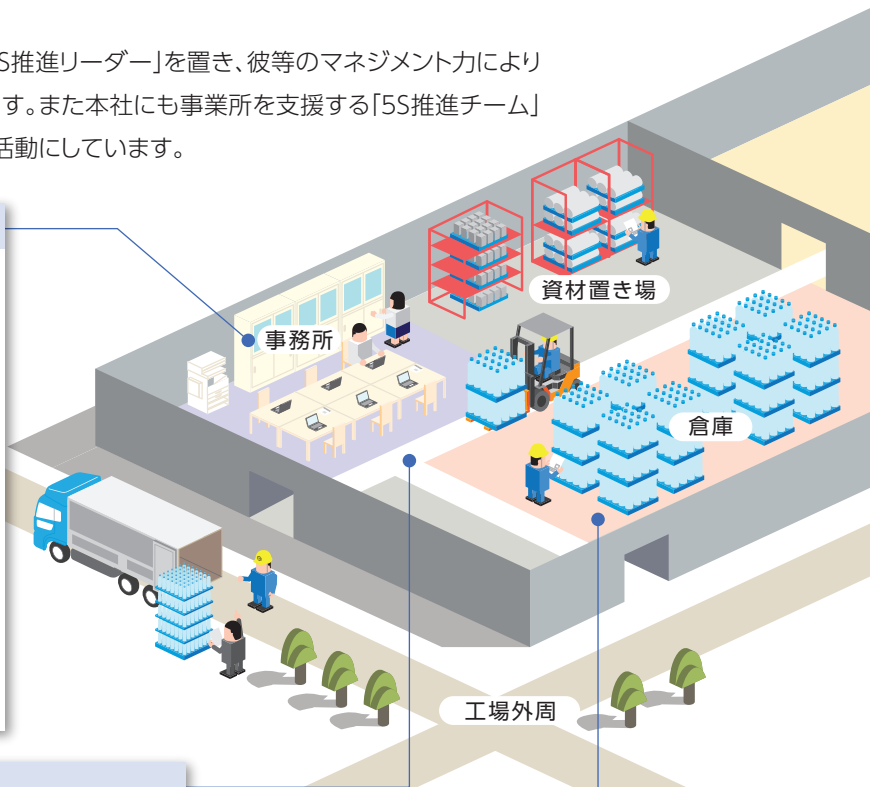 S推進リーダー」を置き、彼等のマネジメント力により
す。また本社にも事業所を支援する「5S推進チーム」
活動にしています。
資材置き場
事務所
倉庫
工場外周